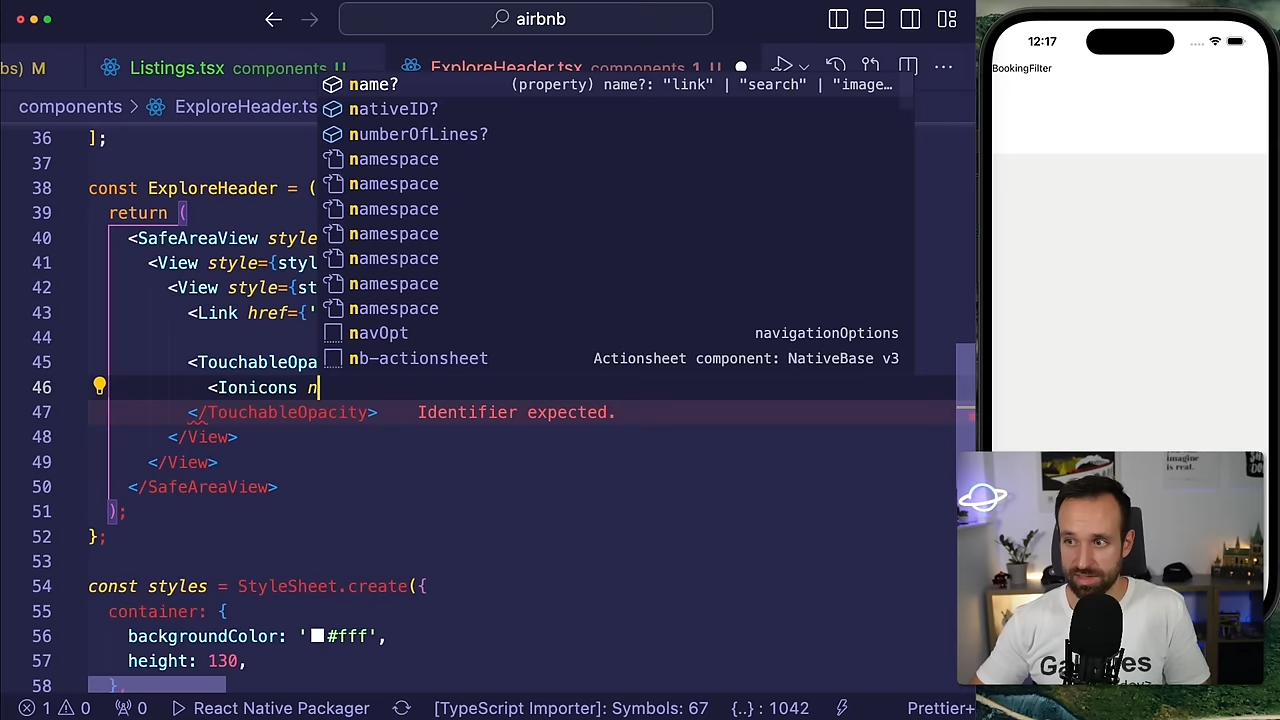 airbnb
bs) M
Listings.tsx components U
ExploreHeader.tsx components 1, U
components > ExploreHeader.ts
name? (property) name?: "link" | "search" | "image…
nativeID?
numberOfLines?
namespace
namespace
namespace
namespace
namespace
namespace
namespace
navOpt navigationOptions
nb-actionsheet Actionsheet component: NativeBase v3
36 ];
37
38 const ExploreHeader = (
39 return (
40 <SafeAreaView style
41 <View style={styl
42 <View style={st
43 <Link href={'
44
45 <TouchableOpa
46 <Ionicons n
47 </TouchableOpacity> Identifier expected.
48 </View>
49 </View>
50 </SafeAreaView>
51 );
52 };
53
54 const styles = StyleSheet.create({
55 container: {
56 backgroundColor: '#fff',
57 height: 130,
58 },
1 0 0 React Native Packager [TypeScript Importer]: Symbols: 67 {..} : 1042 Prettier+
12:17
BookingFilter
imagine
is real.